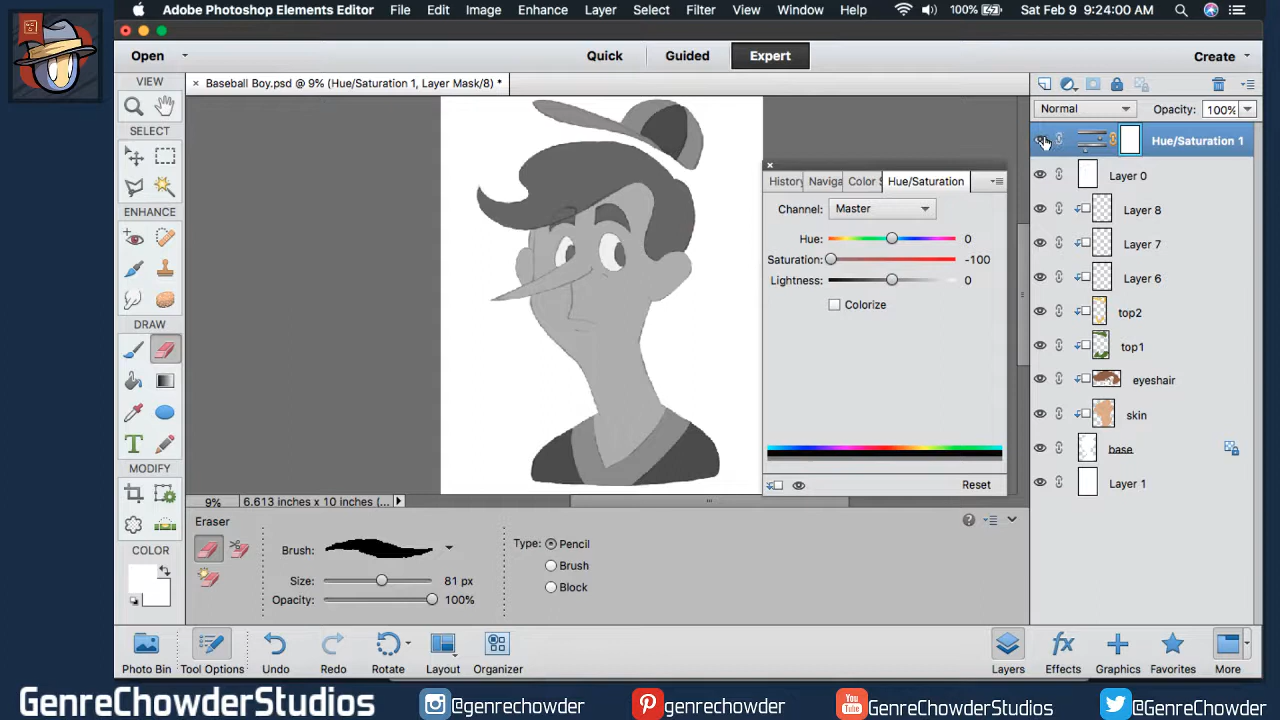 Adobe Photoshop Elements Editor File Edit Image Enhance Layer Select Filter View Window Help 100% Sat Feb 9 9:24:00 AM
Open Quick Guided Expert Create
VIEW
× Baseball Boy.psd @ 9% (Hue/Saturation 1, Layer Mask/8) *
Normal Opacity: 100%
SELECT
Hue/Saturation 1
Layer 0
History Naviga Color S Hue/Saturation
Channel: Master
Layer 8
ENHANCE
Hue: 0
Layer 7
Saturation: -100
Lightness: 0
Layer 6
Colorize
top2
DRAW
top1
eyeshair
skin
T
base
MODIFY
Layer 1
Reset
9% 6.613 inches x 10 inches (...
Eraser
COLOR
Brush:
Type: Pencil
Brush
Block
Size: 81 px
Opacity: 100%
Photo Bin Tool Options Undo Redo Rotate Layout Organizer Layers fx Effects Graphics Favorites More
GenreChowderStudios @genrechowder genrechowder You Tube GenreChowderStudios @GenreChowder